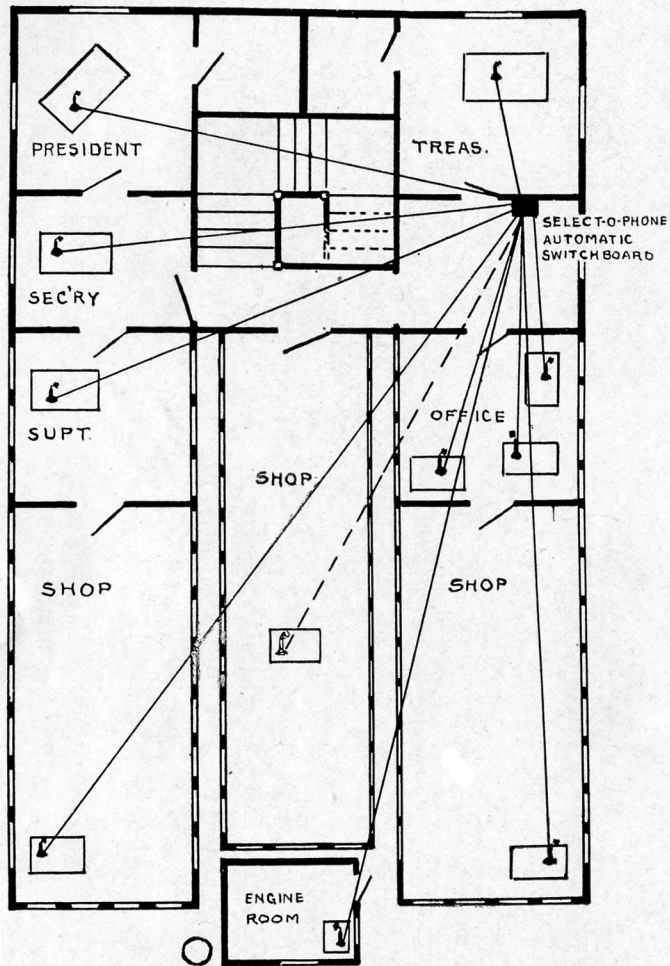 PRESIDENT
TREAS.
SELECT-O-PHONE
AUTOMATIC
SWITCHBOARD
SEC'RY
SUPT.
OFFICE
SHOP
SHOP
SHOP
ENGINE
ROOM